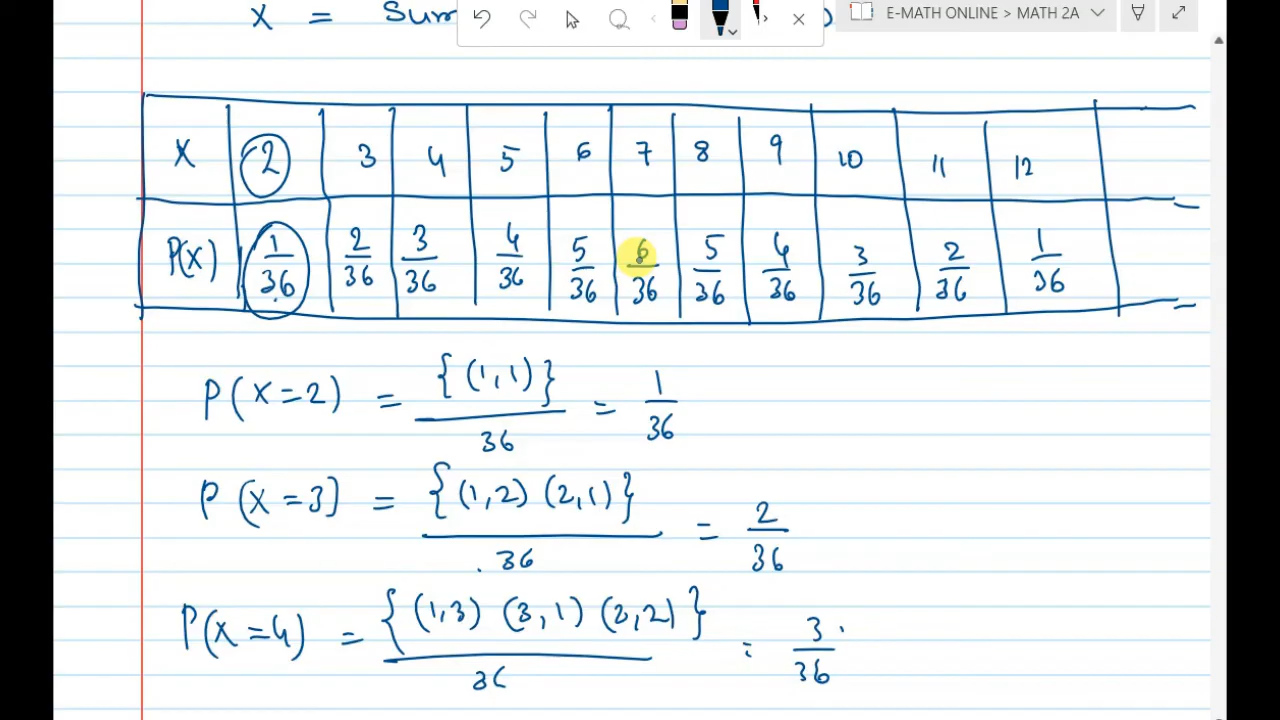 E-MATH ONLINE > MATH 2A
X = Sum
X 2 3 4 5 6 7 8 9 10 11 12
P(X) 1/36 2/36 3/36 4/36 5/36 6/36 5/36 4/36 3/36 2/36 1/36
P(X=2) = {(1,1)}/36 = 1/36
P(X=3] = {(1,2) (2,1)}/36 = 2/36
P(X=4) = {(1,3) (3,1) (2,2)}/36 = 3/36